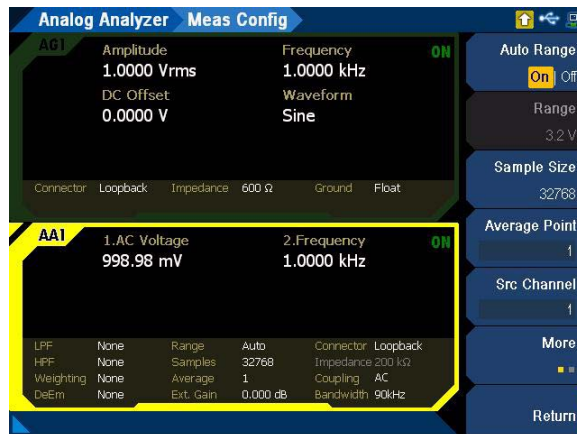 Analog Analyzer Meas Config
AG1 Amplitude Frequency ON
1.0000 Vrms 1.0000 kHz
DC Offset Waveform
0.0000 V Sine
Connector Loopback Impedance 600 Ω Ground Float
AA1 1.AC Voltage 2.Frequency ON
998.98 mV 1.0000 kHz
LPF None Range Auto Connector Loopback
HPF None Samples 32768 Impedance 200 kΩ
Weighting None Average 1 Coupling AC
DeEm None Ext. Gain 0.000 dB Bandwidth 90kHz
Auto Range
On | Off
Range
3.2 V
Sample Size
32768
Average Point
1
Src Channel
1
More
Return